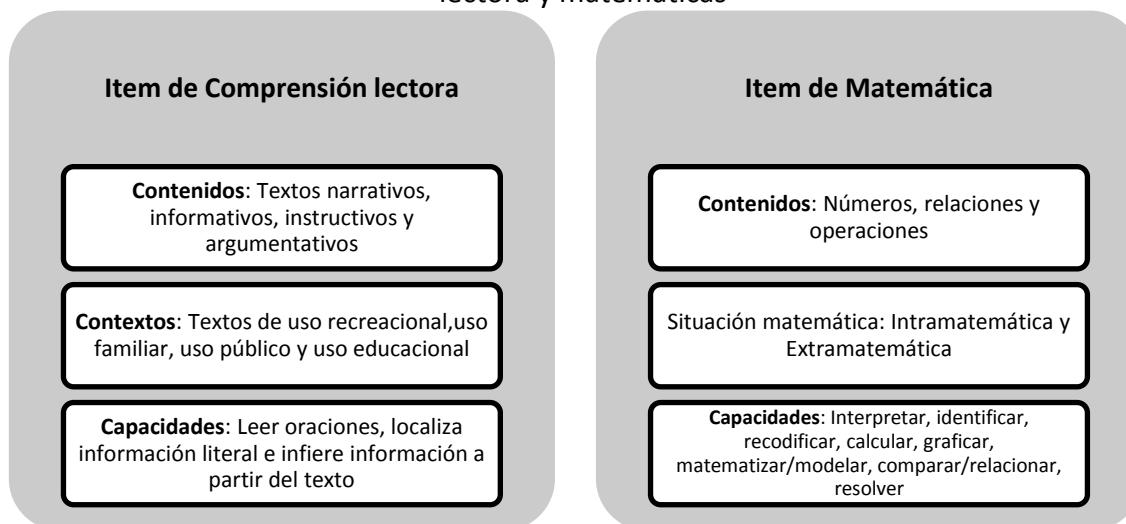 lectora y matemáticas
Item de Comprensión lectora
Contenidos: Textos narrativos,
informativos, instructivos y
argumentativos
Contextos: Textos de uso recreacional,uso
familiar, uso público y uso educacional
Capacidades: Leer oraciones, localiza
información literal e infiere información a
partir del texto
Item de Matemática
Contenidos: Números, relaciones y
operaciones
Situación matemática: Intramatemática y
Extramatemática
Capacidades: Interpretar, identificar,
recodificar, calcular, graficar,
matematizar/modelar, comparar/relacionar,
resolver